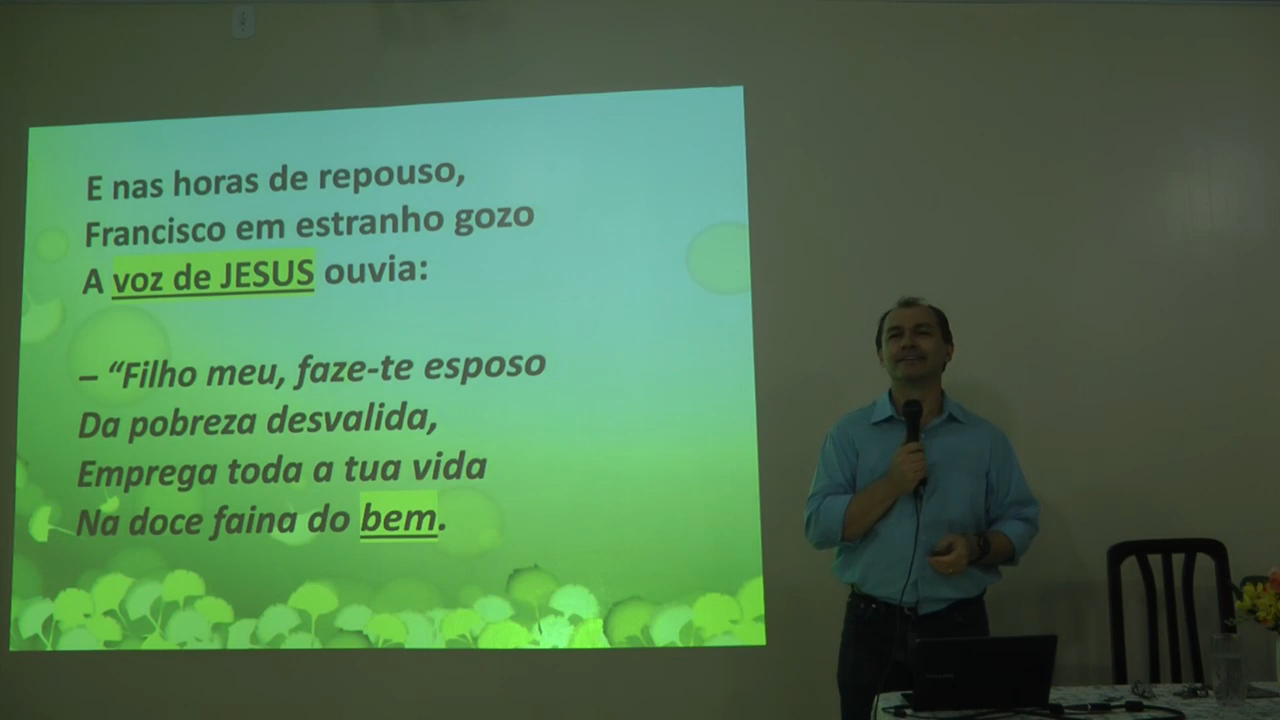 E nas horas de repouso,
Francisco em estranho gozo
A voz de JESUS ouvia:
– “Filho meu, faze-te esposo
Da pobreza desvalida,
Emprega toda a tua vida
Na doce faina do bem.